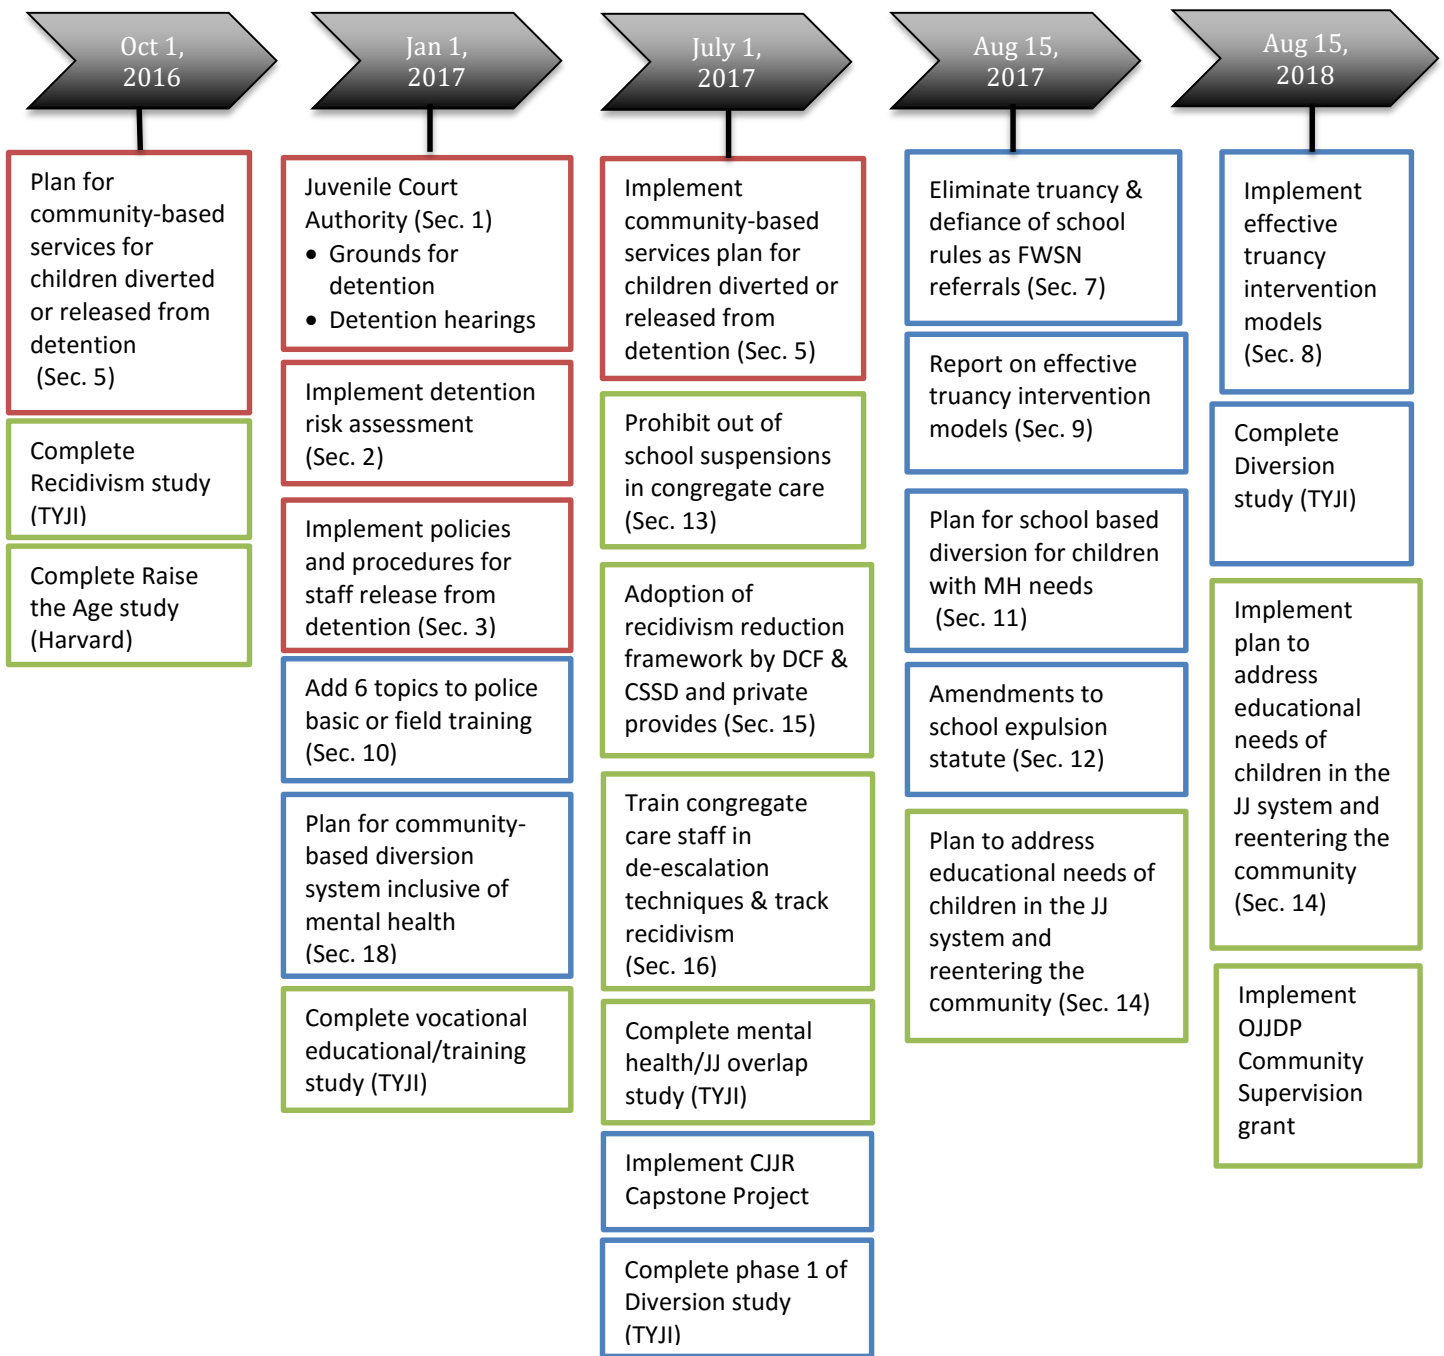 Oct 1,
2016
Jan 1,
2017
July 1,
2017
Aug 15,
2017
Aug 15,
2018
Plan for
community-based
services for
children diverted
or released from
detention
(Sec. 5)
Complete
Recidivism study
(TYJI)
Complete Raise
the Age study
(Harvard)
Juvenile Court
Authority (Sec. 1)
• Grounds for
detention
• Detention hearings
Implement detention
risk assessment
(Sec. 2)
Implement policies
and procedures for
staff release from
detention (Sec. 3)
Add 6 topics to police
basic or field training
(Sec. 10)
Plan for community-
based diversion
system inclusive of
mental health
(Sec. 18)
Complete vocational
educational/training
study (TYJI)
Implement
community-based
services plan for
children diverted or
released from
detention (Sec. 5)
Prohibit out of
school suspensions
in congregate care
(Sec. 13)
Adoption of
recidivism reduction
framework by DCF &
CSSD and private
provides (Sec. 15)
Train congregate
care staff in
de-escalation
techniques & track
recidivism
(Sec. 16)
Complete mental
health/JJ overlap
study (TYJI)
Implement CJJR
Capstone Project
Complete phase 1 of
Diversion study
(TYJI)
Eliminate truancy &
defiance of school
rules as FWSN
referrals (Sec. 7)
Report on effective
truancy intervention
models (Sec. 9)
Plan for school based
diversion for children
with MH needs
(Sec. 11)
Amendments to
school expulsion
statute (Sec. 12)
Plan to address
educational needs of
children in the JJ
system and
reentering the
community (Sec. 14)
Implement
effective
truancy
intervention
models
(Sec. 8)
Complete
Diversion
study (TYJI)
Implement
plan to
address
educational
needs of
children in the
JJ system and
reentering the
community
(Sec. 14)
Implement
OJJDP
Community
Supervision
grant